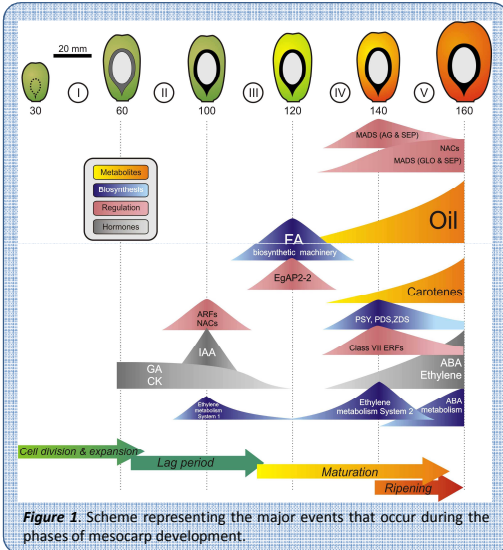 20 mm
I
II
III
IV
V
30
60
100
120
140
160
Metabolites
Biosynthesis
Regulation
Hormones
MADS (AG & SEP)
NACs
MADS (GLO & SEP)
Oil
FA
biosynthetic machinery
EgAP2-2
Carotenes
ARFs
NACs
PSY, PDS,ZDS
IAA
Class VII ERFs
GA
CK
ABA
Ethylene
Ethylene
metabolism System 1
Ethylene
metabolism System 2
ABA
metabolism
Cell division & expansion
Lag period
Maturation
Ripening
Figure 1. Scheme representing the major events that occur during the
phases of mesocarp development.